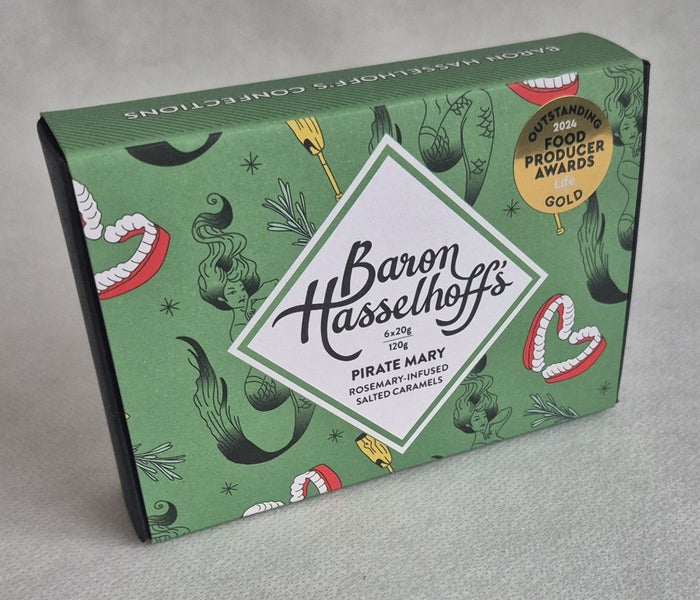 BARON HASSELHOFF'S CONFECTIONS
OUTSTANDING
2024
FOOD
PRODUCER
AWARDS
Life
GOLD
Baron
Hasselhoff's
6x20g
120g
PIRATE MARY
ROSEMARY-INFUSED
SALTED CARAMELS